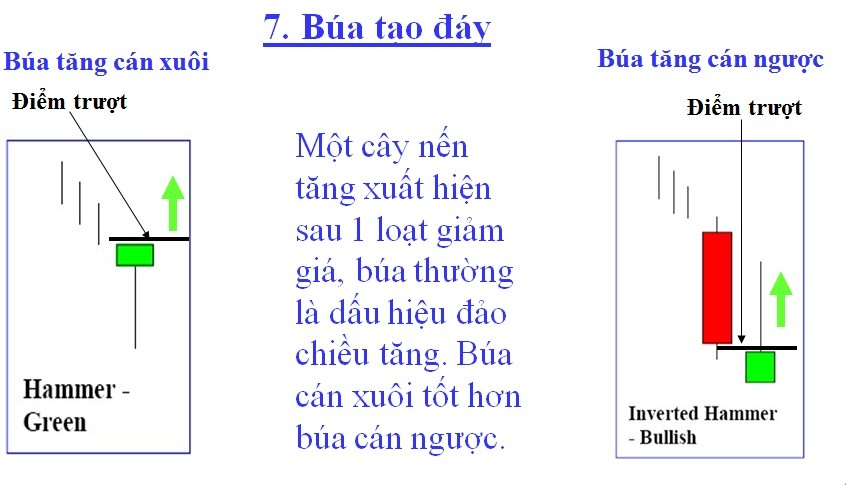 7. Búa tạo đáy
Búa tăng cán xuôi
Điểm trượt
Hammer -
Green
Một cây nến
tăng xuất hiện
sau 1 loạt giảm
giá, búa thường
là dấu hiệu đảo
chiều tăng. Búa
cán xuôi tốt hơn
búa cán ngược.
Búa tăng cán ngược
Điểm trượt
Inverted Hammer
- Bullish